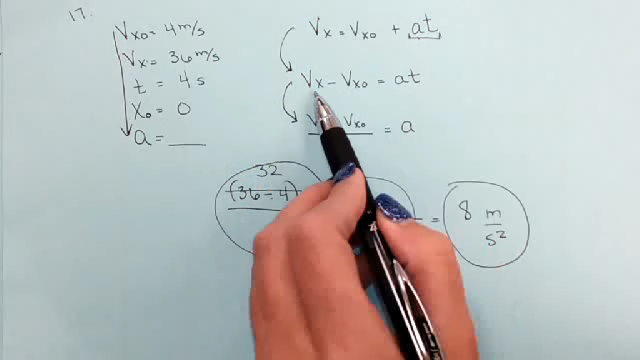 17.
Vx0 = 4 m/s
Vx = 36 m/s
t = 4 s
X0 = 0
a = ___
Vx = Vx0 + at
Vx - Vx0 = at
V Vx0 = a
32
(36 - 4)
= 8 m/s²